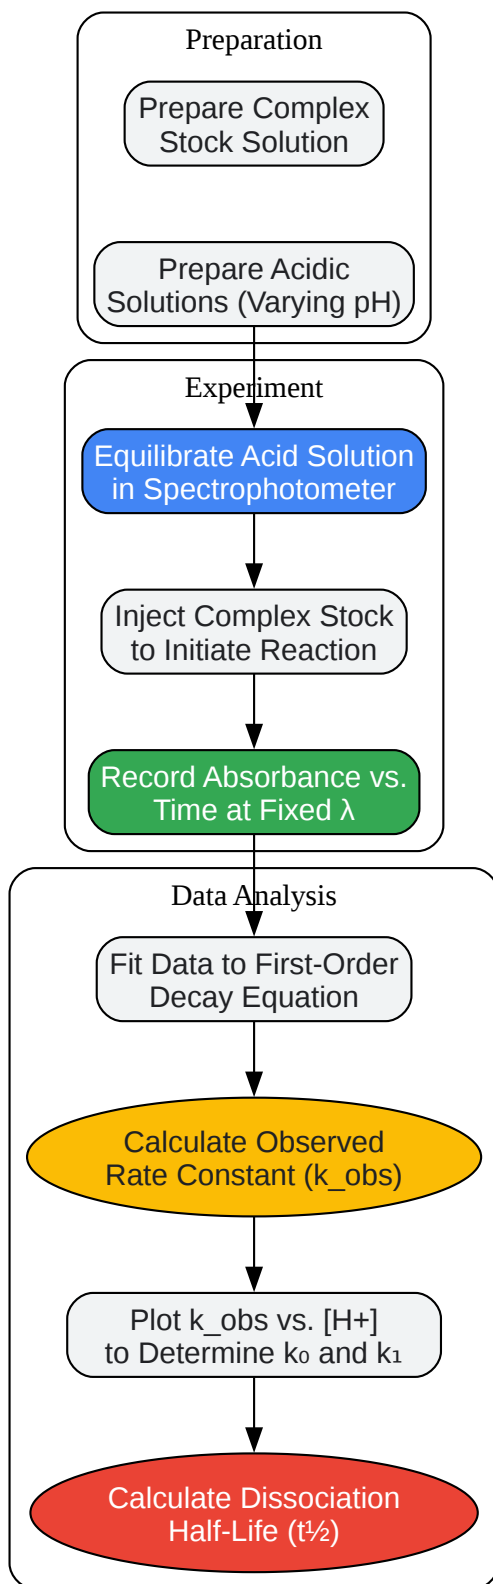 Preparation
Prepare Complex
Stock Solution
Prepare Acidic
Solutions (Varying pH)
Experiment
Equilibrate Acid Solution
in Spectrophotometer
Inject Complex Stock
to Initiate Reaction
Record Absorbance vs.
Time at Fixed λ
Data Analysis
Fit Data to First-Order
Decay Equation
Calculate Observed
Rate Constant (k_obs)
Plot k_obs vs. [H+]
to Determine k₀ and k₁
Calculate Dissociation
Half-Life (t½)